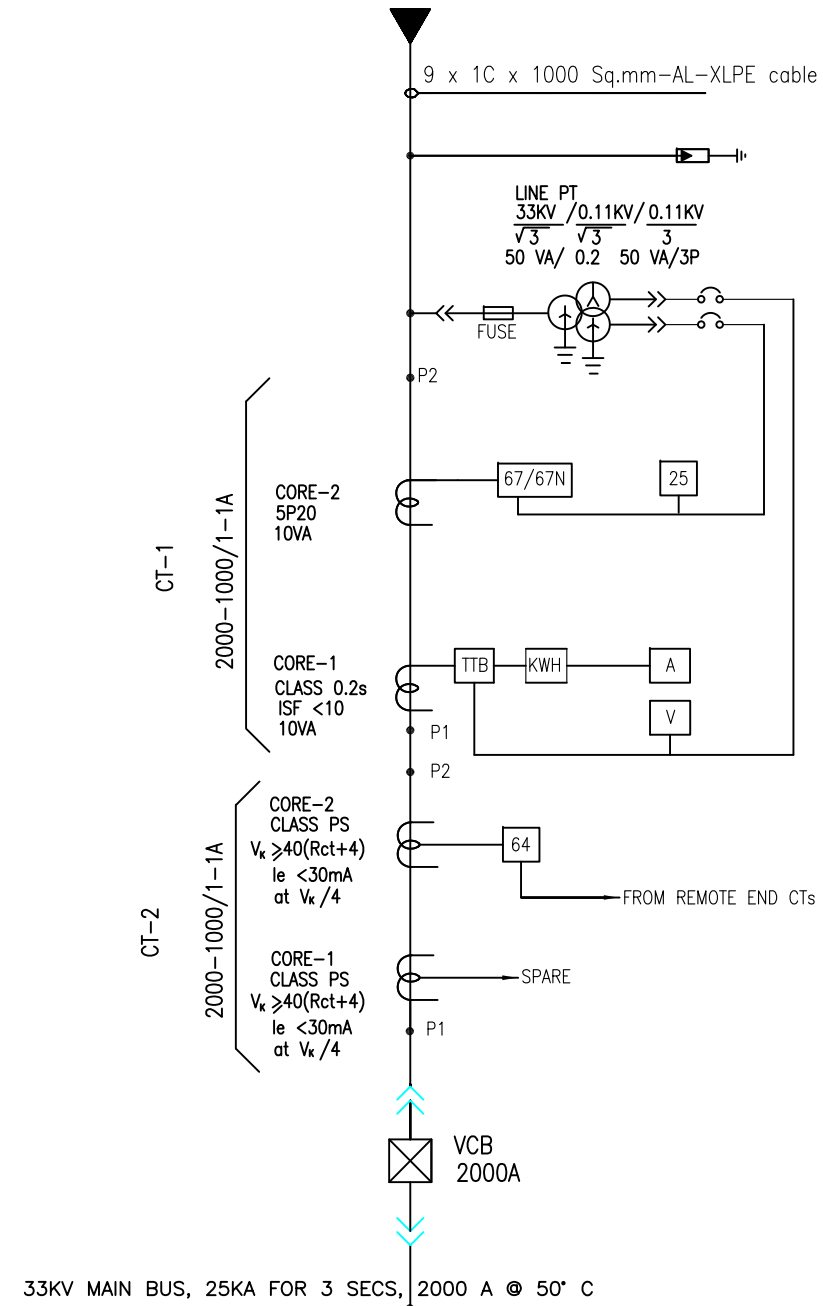 9 x 1C x 1000 Sq.mm-AL-XLPE cable
LINE PT
33KV/√3 / 0.11KV/√3 / 0.11KV/3
50 VA/ 0.2 50 VA/3P
FUSE
P2
CT-1
2000-1000/1-1A
CORE-2
5P20
10VA
67/67N
25
CORE-1
CLASS 0.2s
ISF <10
10VA
TTB
KWH
A
V
P1
P2
CT-2
2000-1000/1-1A
CORE-2
CLASS PS
VK ⩾40(Rct+4)
Ie <30mA
at VK /4
64
FROM REMOTE END CTs
CORE-1
CLASS PS
VK ⩾40(Rct+4)
Ie <30mA
at VK /4
SPARE
P1
VCB
2000A
33KV MAIN BUS, 25KA FOR 3 SECS, 2000 A @ 50° C